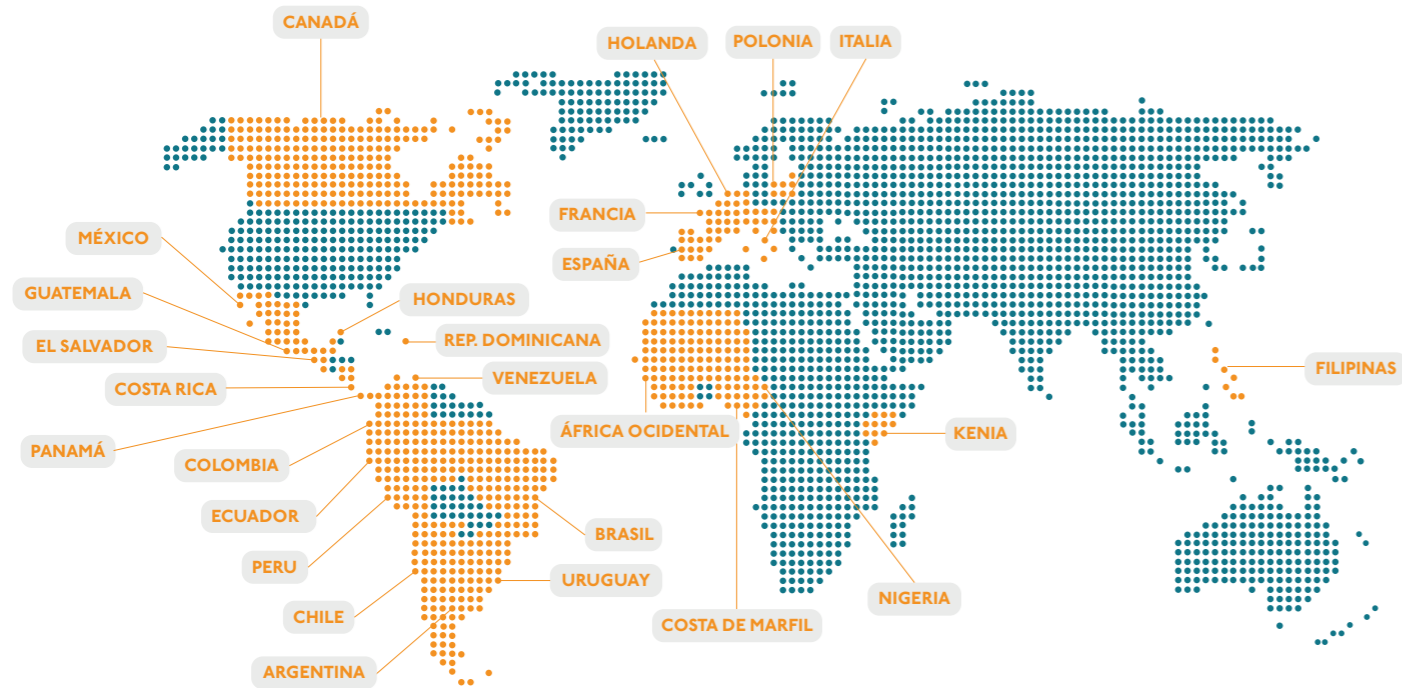 CANADÁ
HOLANDA
POLONIA
ITALIA
FRANCIA
MÉXICO
ESPAÑA
GUATEMALA
HONDURAS
EL SALVADOR
REP. DOMINICANA
FILIPINAS
COSTA RICA
VENEZUELA
ÁFRICA OCIDENTAL
KENIA
PANAMÁ
COLOMBIA
ECUADOR
BRASIL
PERU
URUGUAY
NIGERIA
CHILE
COSTA DE MARFIL
ARGENTINA